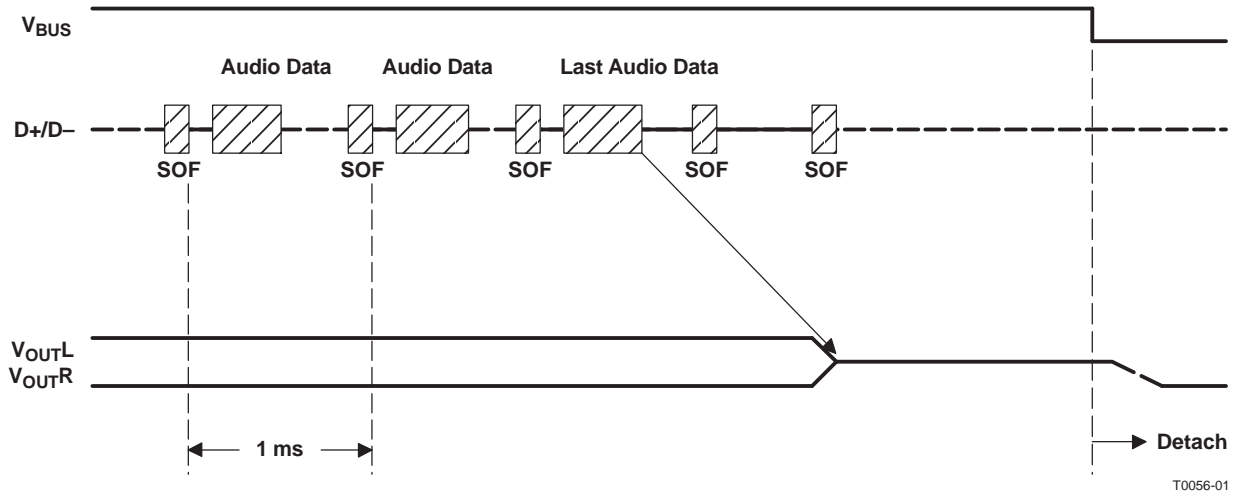 VBUS
Audio Data Audio Data Last Audio Data
D+/D–
SOF SOF SOF SOF SOF
VOUTL
VOUTR
1 ms
Detach
T0056-01